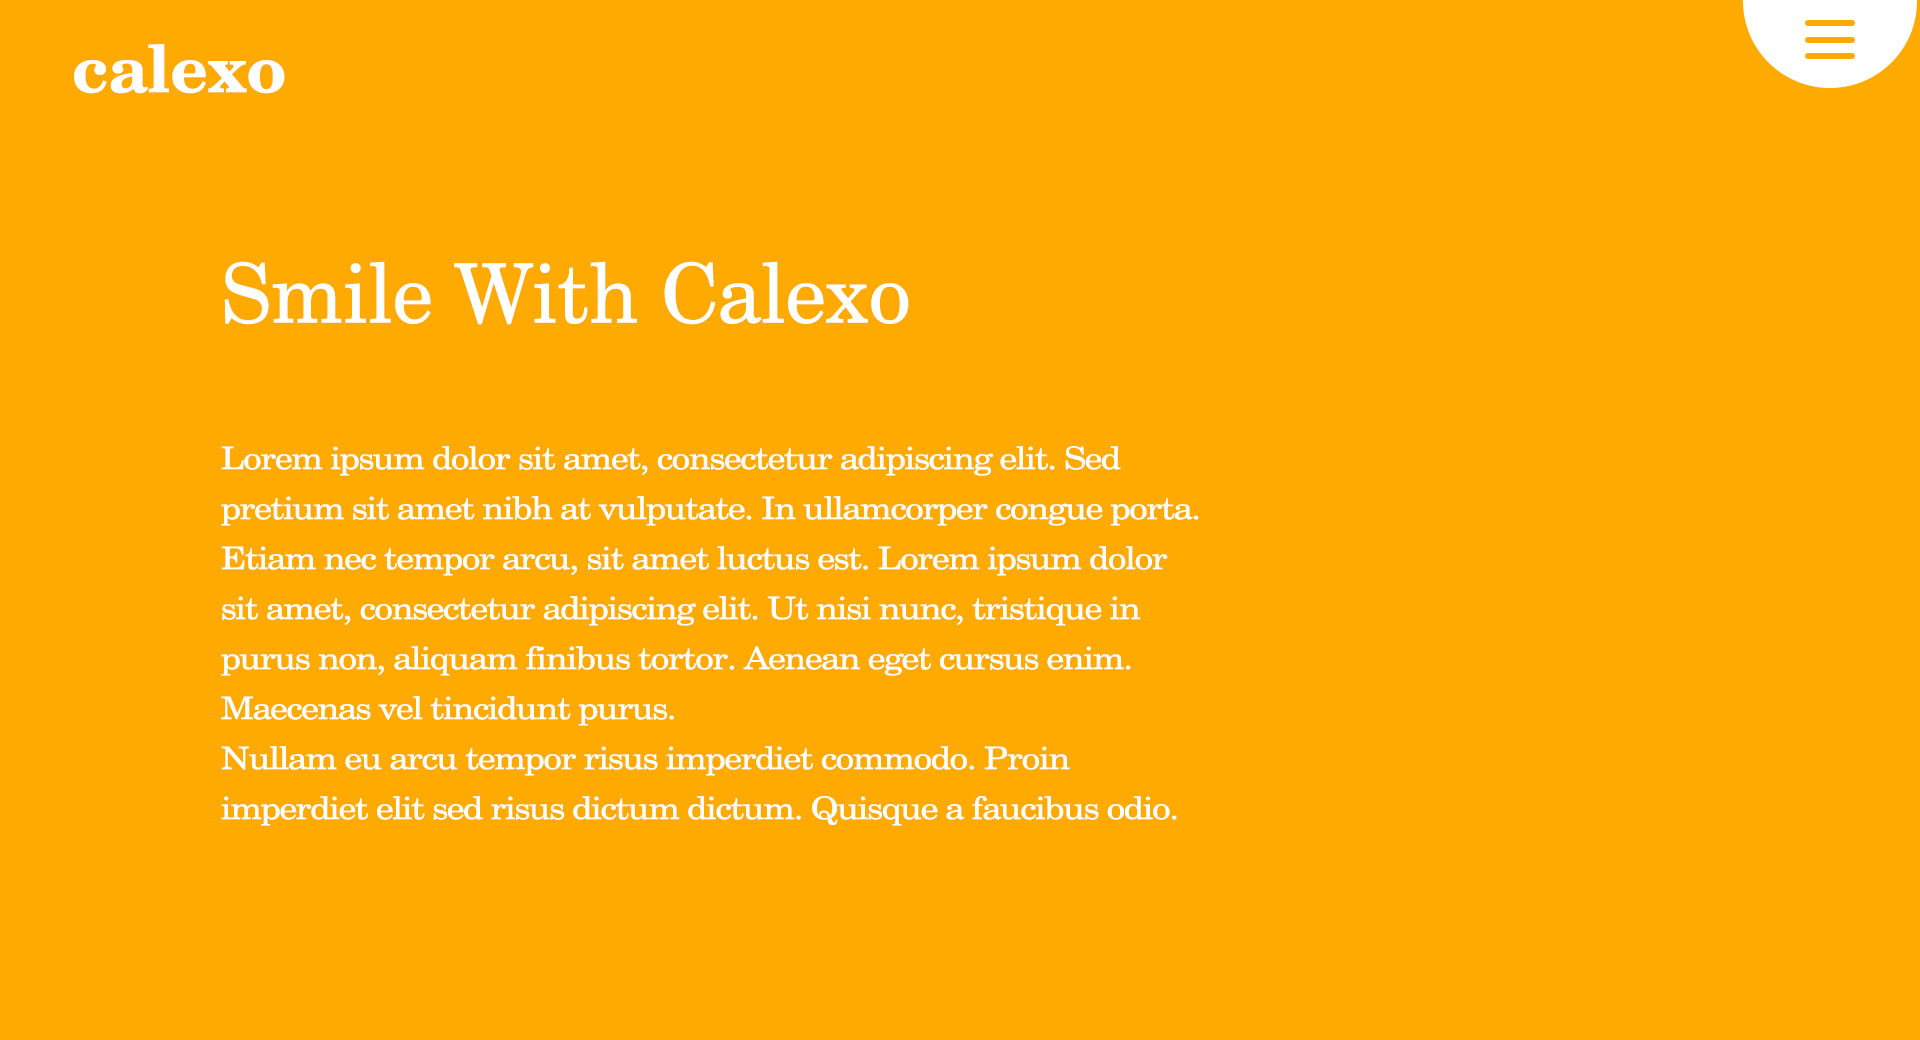 calexo
Smile With Calexo
Lorem ipsum dolor sit amet, consectetur adipiscing elit. Sed
pretium sit amet nibh at vulputate. In ullamcorper congue porta.
Etiam nec tempor arcu, sit amet luctus est. Lorem ipsum dolor
sit amet, consectetur adipiscing elit. Ut nisi nunc, tristique in
purus non, aliquam finibus tortor. Aenean eget cursus enim.
Maecenas vel tincidunt purus.
Nullam eu arcu tempor risus imperdiet commodo. Proin
imperdiet elit sed risus dictum dictum. Quisque a faucibus odio.